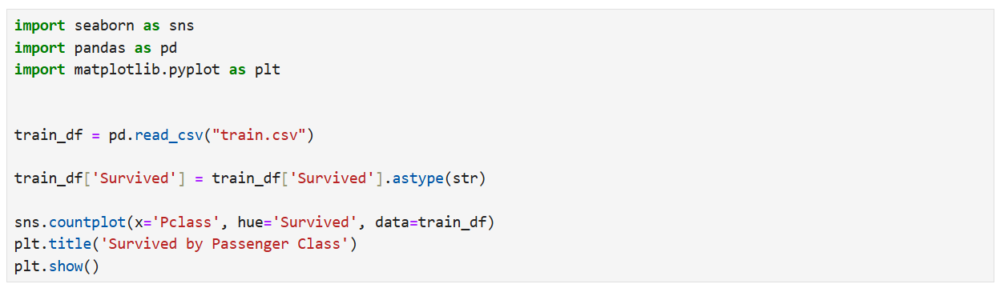 import seaborn as sns
import pandas as pd
import matplotlib.pyplot as plt
train_df = pd.read_csv("train.csv")
train_df['Survived'] = train_df['Survived'].astype(str)
sns.countplot(x='Pclass', hue='Survived', data=train_df)
plt.title('Survived by Passenger Class')
plt.show()